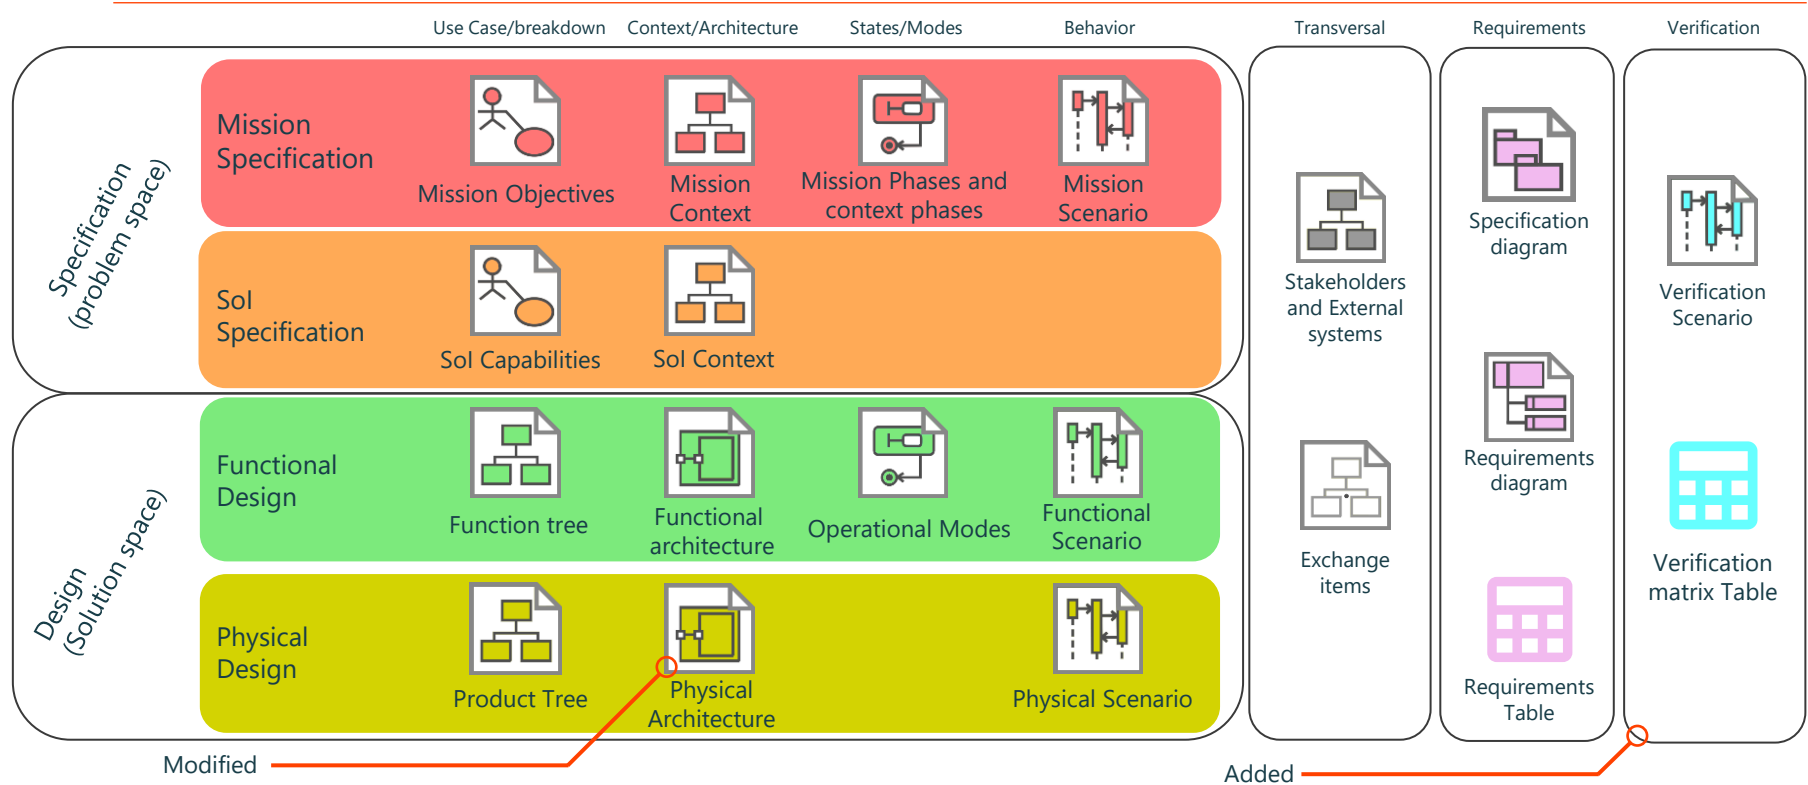 Use Case/breakdown
Context/Architecture
States/Modes
Behavior
Transversal
Requirements
Verification
Specification
(problem space)
Mission
Specification
Mission Objectives
Mission
Context
Mission Phases and
context phases
Mission
Scenario
SoI
Specification
SoI Capabilities
SoI Context
Design
(Solution space)
Functional
Design
Function tree
Functional
architecture
Operational Modes
Functional
Scenario
Physical
Design
Product Tree
Physical
Architecture
Physical Scenario
Stakeholders
and External
systems
Exchange
items
Specification
diagram
Requirements
diagram
Requirements
Table
Verification
Scenario
Verification
matrix Table
Modified
Added